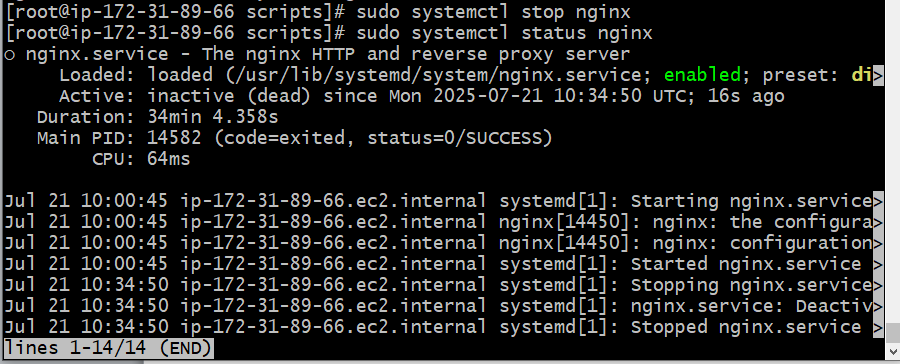 [root@ip-172-31-89-66 scripts]# sudo systemctl stop nginx
[root@ip-172-31-89-66 scripts]# sudo systemctl status nginx
○ nginx.service - The nginx HTTP and reverse proxy server
     Loaded: loaded (/usr/lib/systemd/system/nginx.service; enabled; preset: di>
     Active: inactive (dead) since Mon 2025-07-21 10:34:50 UTC; 16s ago
   Duration: 34min 4.358s
   Main PID: 14582 (code=exited, status=0/SUCCESS)
        CPU: 64ms

Jul 21 10:00:45 ip-172-31-89-66.ec2.internal systemd[1]: Starting nginx.service>
Jul 21 10:00:45 ip-172-31-89-66.ec2.internal nginx[14450]: nginx: the configura>
Jul 21 10:00:45 ip-172-31-89-66.ec2.internal nginx[14450]: nginx: configuration>
Jul 21 10:00:45 ip-172-31-89-66.ec2.internal systemd[1]: Started nginx.service >
Jul 21 10:34:50 ip-172-31-89-66.ec2.internal systemd[1]: Stopping nginx.service>
Jul 21 10:34:50 ip-172-31-89-66.ec2.internal systemd[1]: nginx.service: Deactiv>
Jul 21 10:34:50 ip-172-31-89-66.ec2.internal systemd[1]: Stopped nginx.service >
lines 1-14/14 (END)